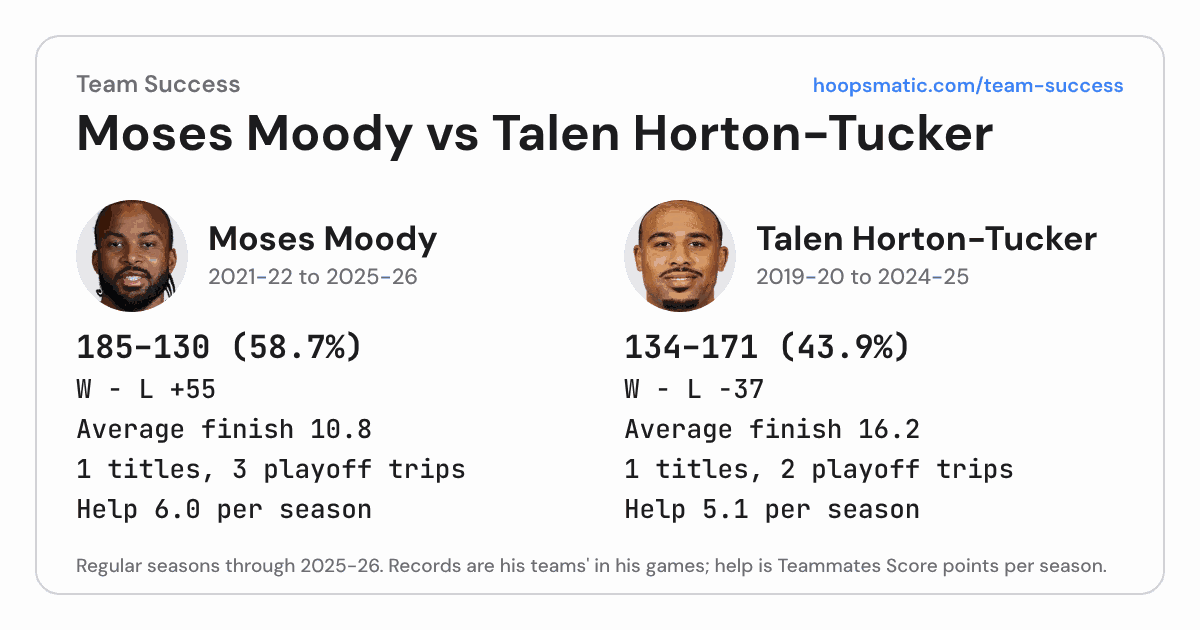 Team Success
hoopsmatic.com/team-success
Moses Moody vs Talen Horton-Tucker
Moses Moody
2021-22 to 2025-26
185-130 (58.7%)
W - L +55
Average finish 10.8
1 titles, 3 playoff trips
Help 6.0 per season
Talen Horton-Tucker
2019-20 to 2024-25
134-171 (43.9%)
W - L -37
Average finish 16.2
1 titles, 2 playoff trips
Help 5.1 per season
Regular seasons through 2025-26. Records are his teams' in his games; help is Teammates Score points per season.